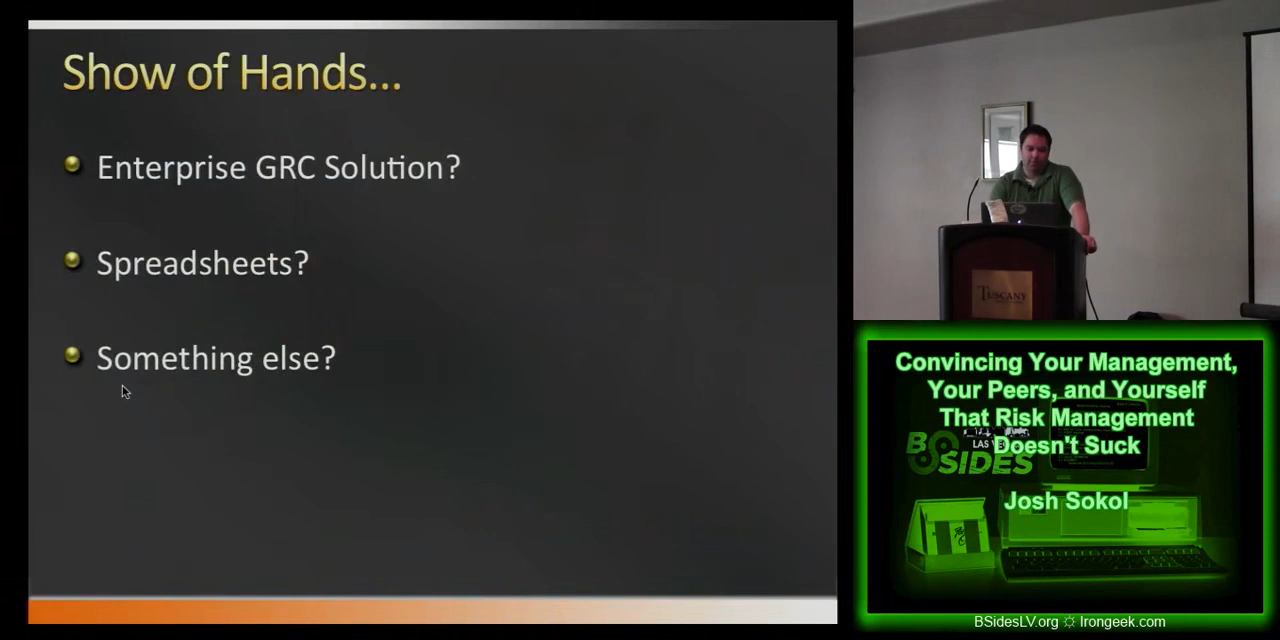 Show of Hands...
Enterprise GRC Solution?
Spreadsheets?
Something else?
TUSCANY
Convincing Your Management,
Your Peers, and Yourself
That Risk Management
Doesn't Suck
LAS
BSIDES
Josh Sokol
BSidesLV.org ☼ Irongeek.com